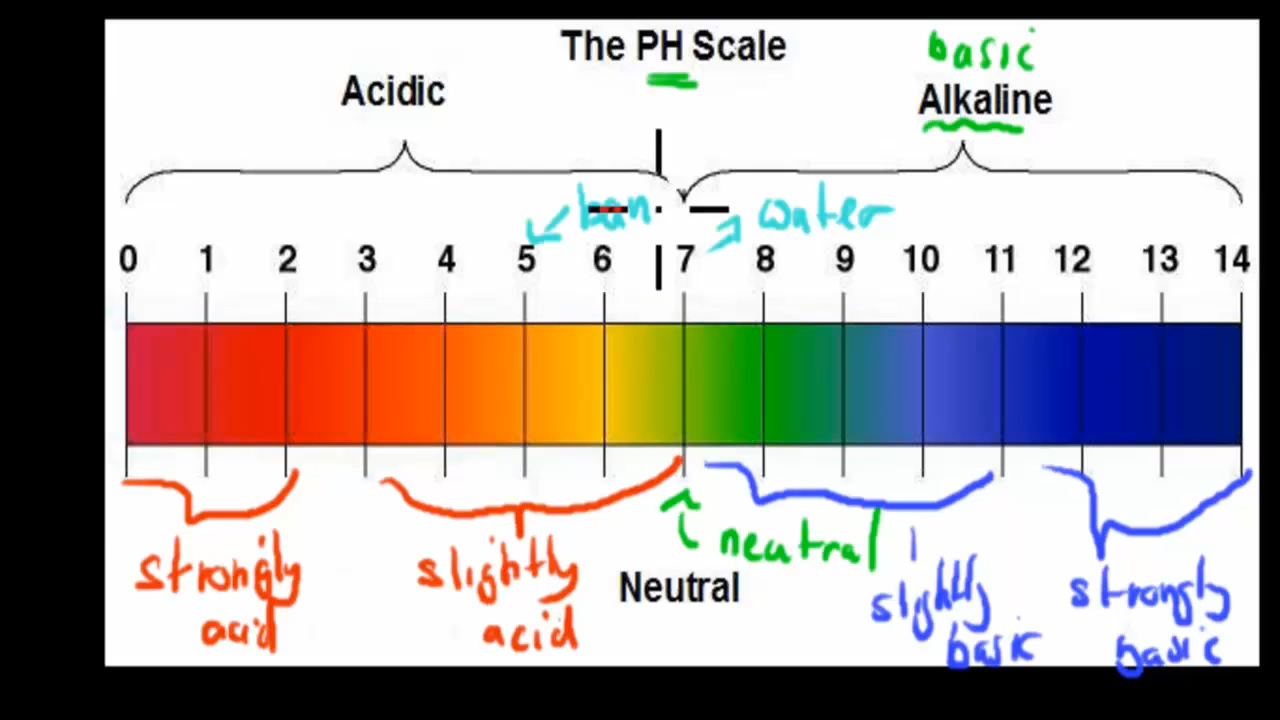 The PH Scale
basic
Acidic
Alkaline
water
0 1 2 3 4 5 6 7 8 9 10 11 12 13 14
neutral
strongly
acid
slightly
acid
Neutral
slightly
basic
strongly
basic